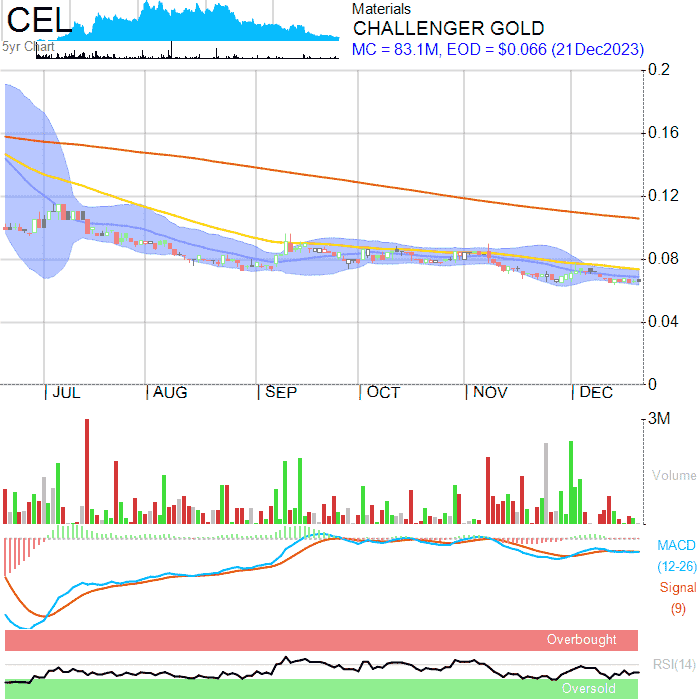 CEL
5yr Chart
Materials
CHALLENGER GOLD
MC = 83.1M, EOD = $0.066 (21Dec2023)
0.2
0.16
0.12
0.08
0.04
0
JUL AUG SEP OCT NOV DEC
3M
Volume
MACD
(12-26)
Signal
(9)
Overbought
RSI(14)
Oversold